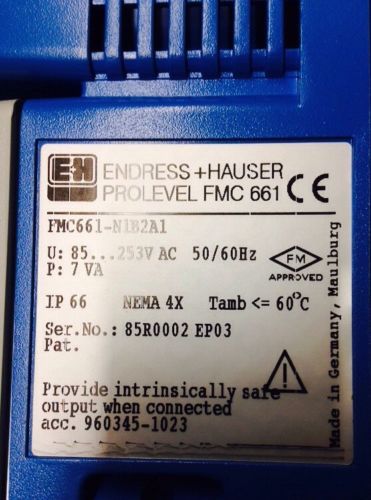 E+H ENDRESS+HAUSER
PROLEVEL FMC 661 CE
FMC661-N1B2A1
U: 85...253V AC 50/60Hz
P: 7 VA
FM
APPROVED
IP 66 NEMA 4X Tamb <= 60°C
Ser.No.: 85R0002 EP03
Pat.
Provide intrinsically safe
output when connected
acc. 960345-1023
Made in Germany, Maulburg